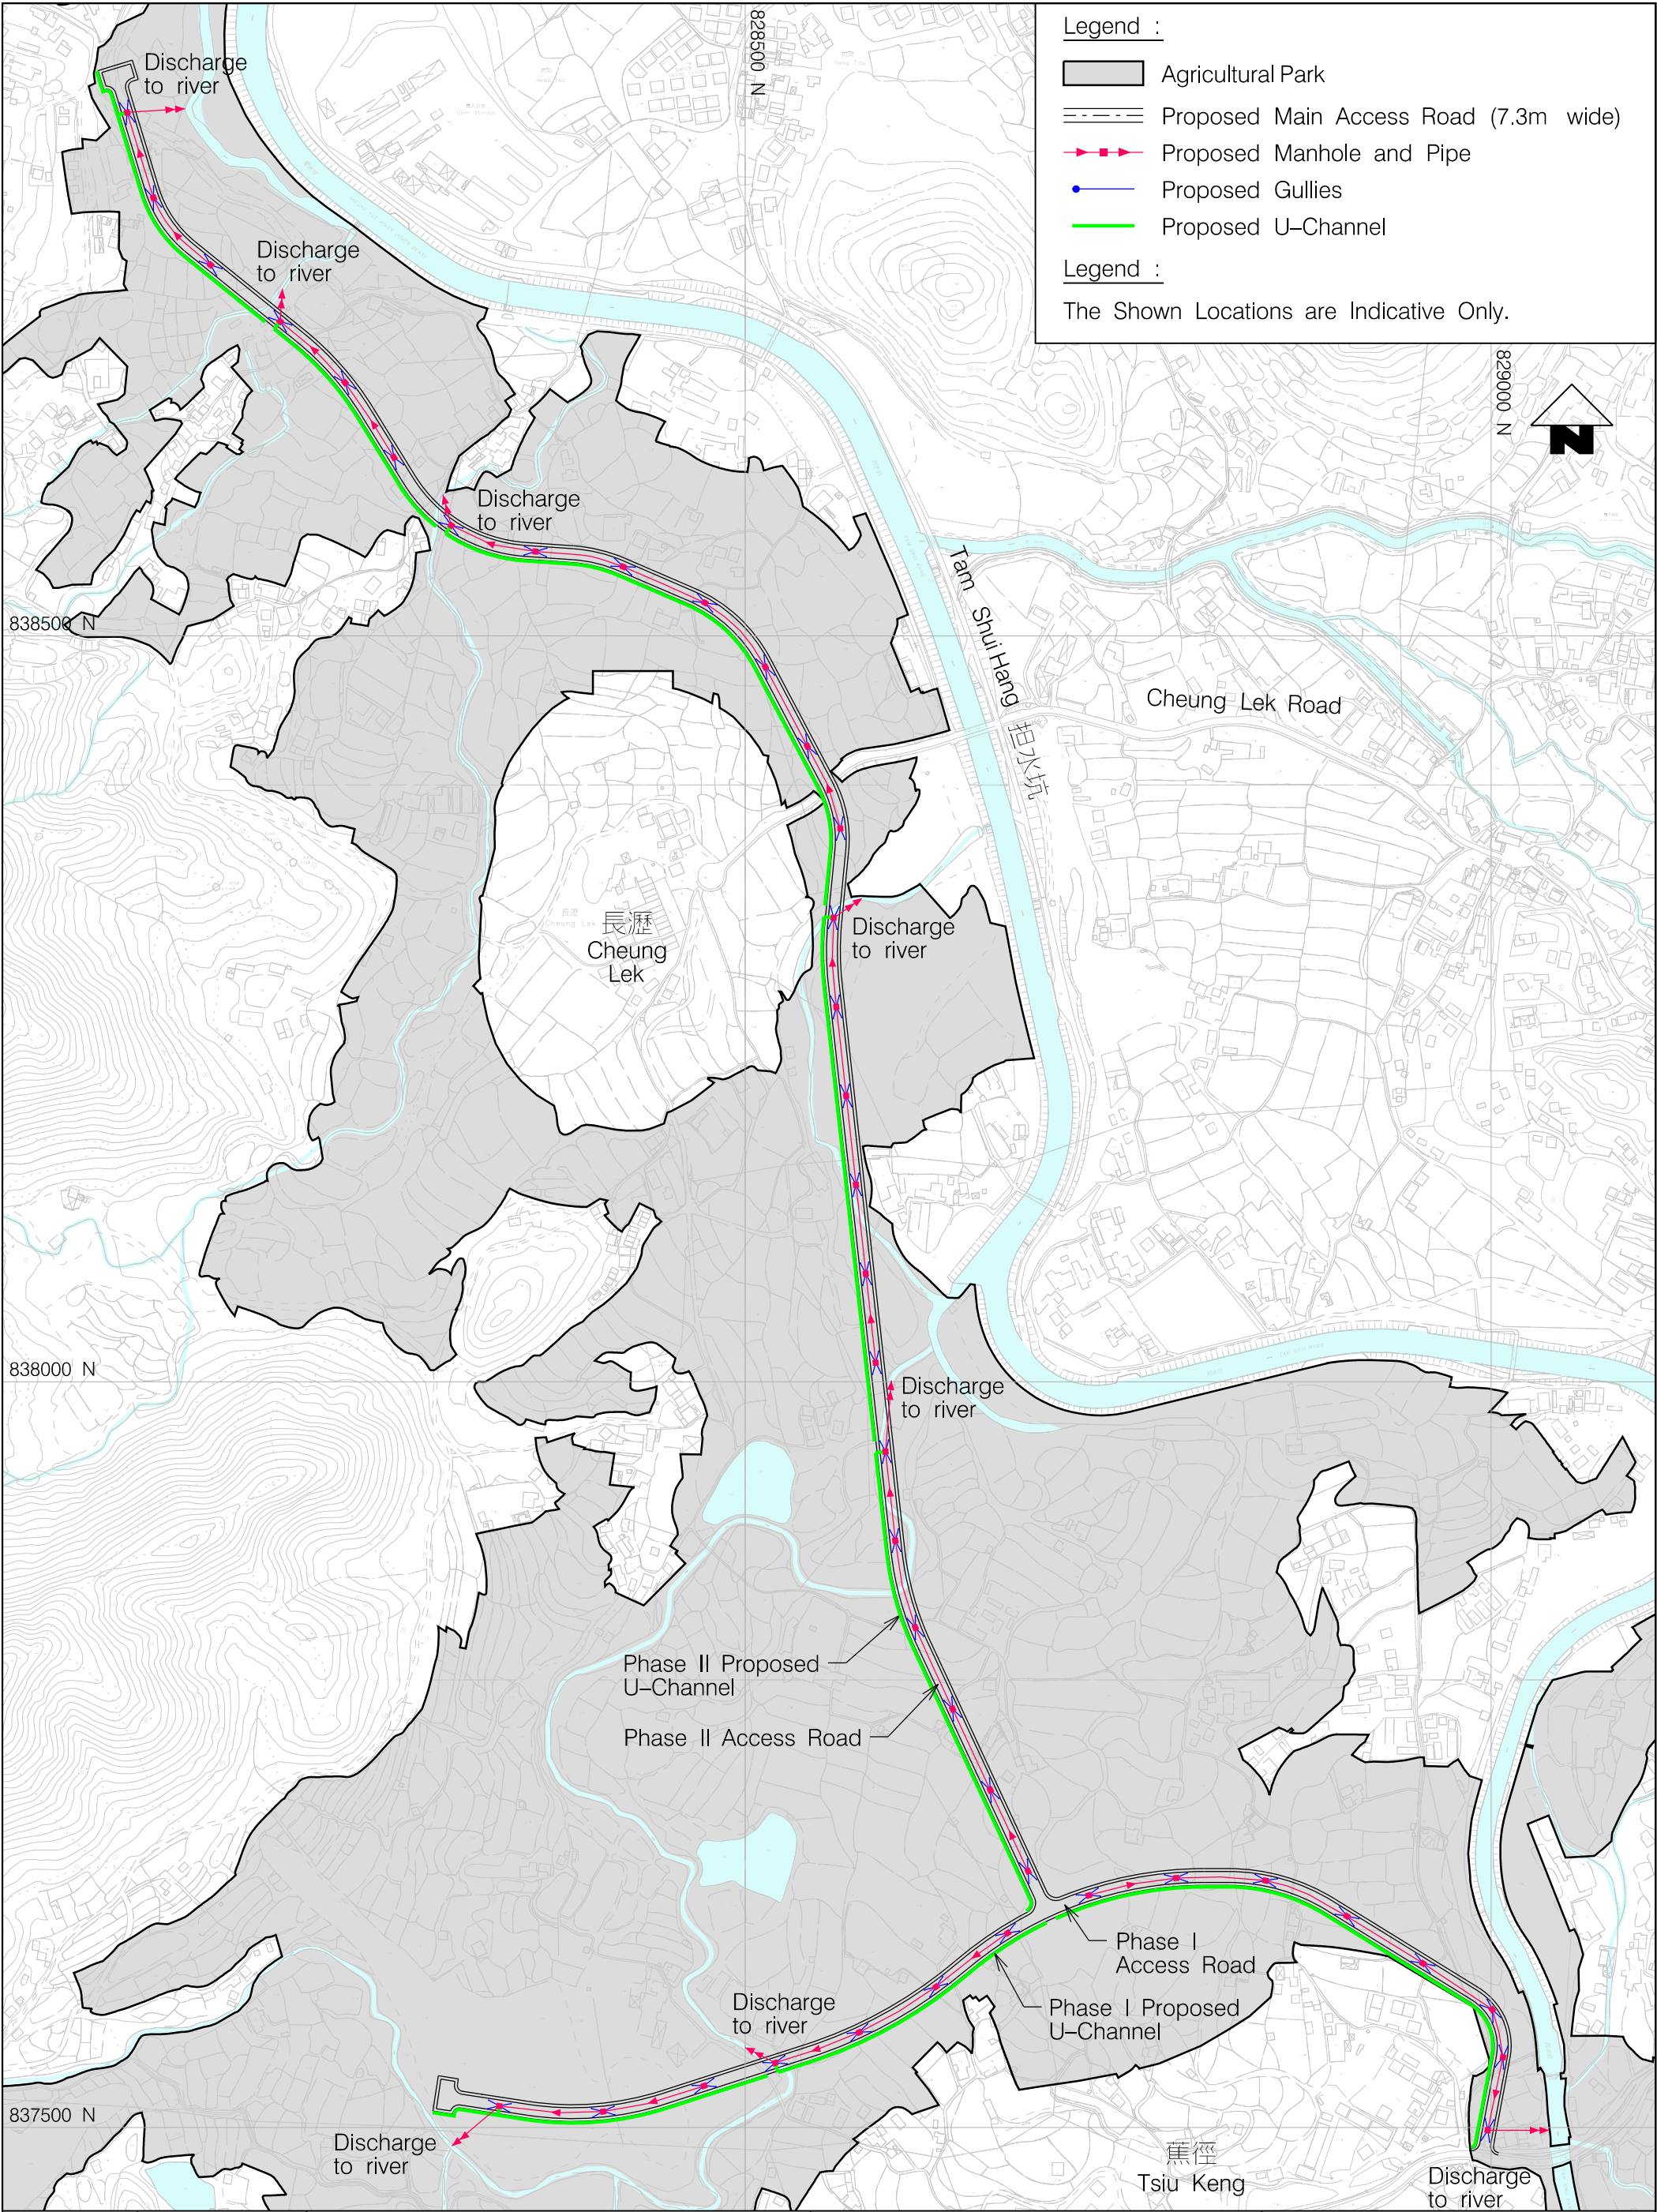 Legend :
Agricultural Park
Proposed Main Access Road (7.3m wide)
Proposed Manhole and Pipe
Proposed Gullies
Proposed U–Channel
Legend :
The Shown Locations are Indicative Only.
828500 N
829000 N
N
Discharge
to river
Discharge
to river
Discharge
to river
838500 N
Tam Shui Hang 担水坑
Cheung Lek Road
長瀝
Cheung
Lek
Discharge
to river
838000 N
Discharge
to river
Phase II Proposed
U–Channel
Phase II Access Road
Phase I
Access Road
Phase I Proposed
U–Channel
Discharge
to river
837500 N
Discharge
to river
蕉徑
Tsiu Keng
Discharge
to river